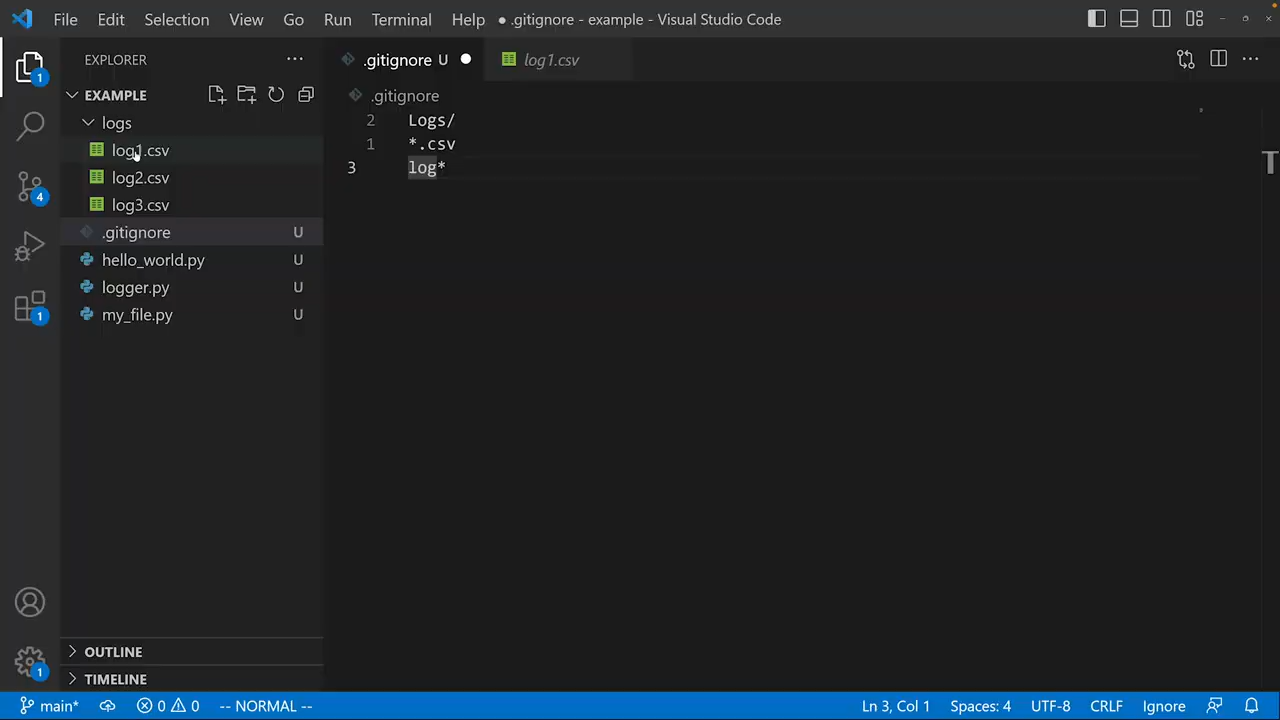 File Edit Selection View Go Run Terminal Help ● .gitignore - example - Visual Studio Code
EXPLORER
EXAMPLE
logs
log1.csv
log2.csv
log3.csv
.gitignore U
hello_world.py U
logger.py U
my_file.py U
OUTLINE
TIMELINE
1
4
1
1
.gitignore U
log1.csv
.gitignore
2 Logs/
1 *.csv
3 log*
T
main* 0 0 -- NORMAL -- Ln 3, Col 1 Spaces: 4 UTF-8 CRLF Ignore